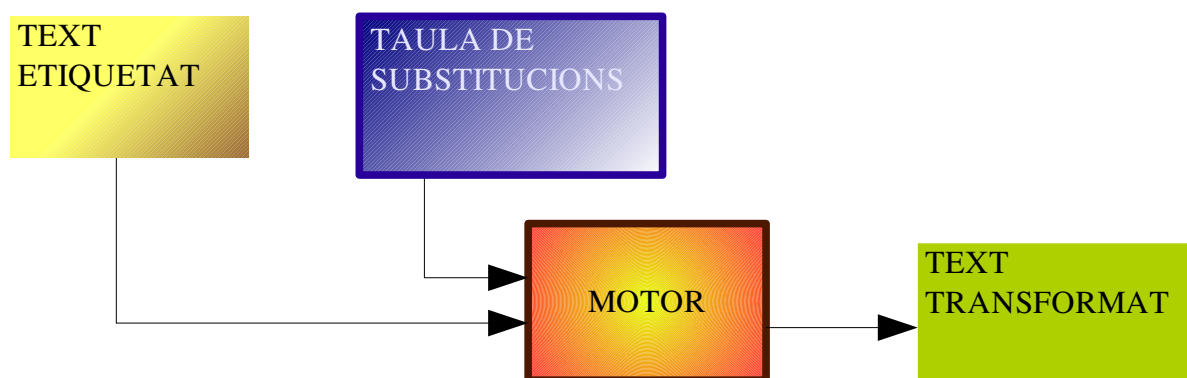 TEXT
ETIQUETAT
TAULA DE
SUBSTITUCIONS
MOTOR
TEXT
TRANSFORMAT